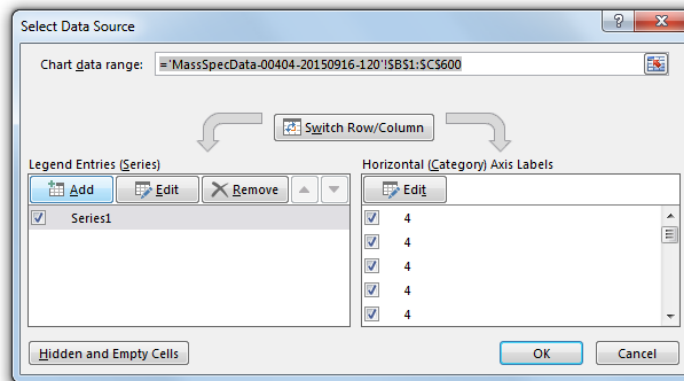 Select Data Source
Chart data range: ='MassSpecData-00404-20150916-120'!$B$1:$C$600
Switch Row/Column
Legend Entries (Series)
Add Edit Remove
Series1
Horizontal (Category) Axis Labels
Edit
4
4
4
4
4
Hidden and Empty Cells
OK Cancel